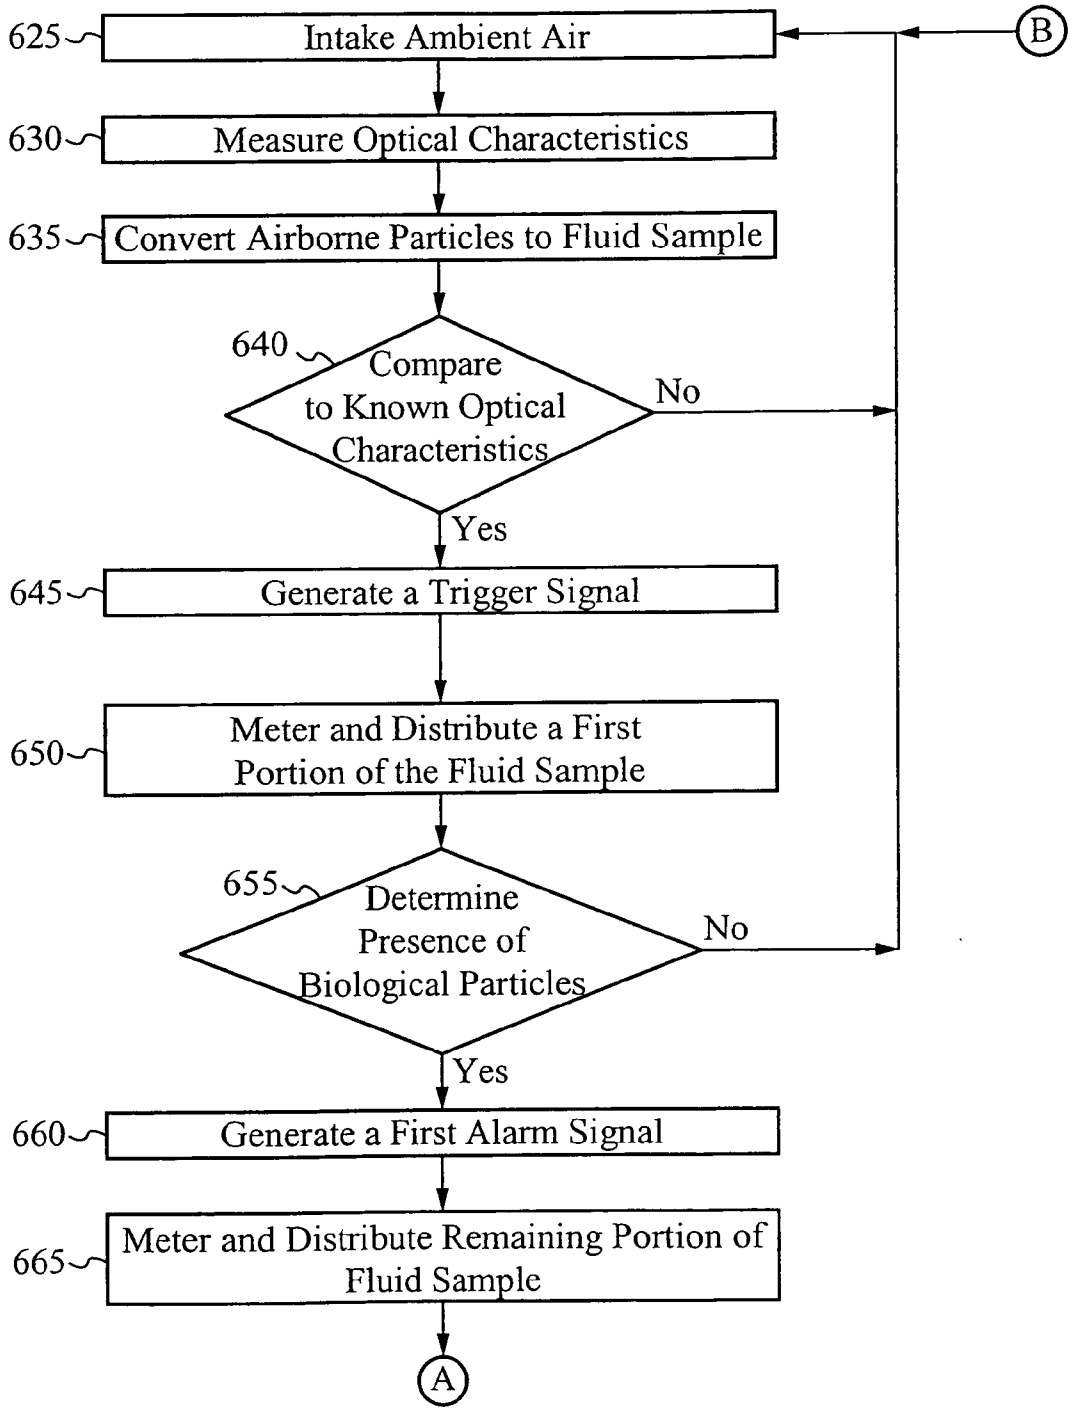 625
Intake Ambient Air
B
630
Measure Optical Characteristics
635
Convert Airborne Particles to Fluid Sample
640
Compare
to Known Optical
Characteristics
No
Yes
645
Generate a Trigger Signal
650
Meter and Distribute a First
Portion of the Fluid Sample
655
Determine
Presence of
Biological Particles
No
Yes
660
Generate a First Alarm Signal
665
Meter and Distribute Remaining Portion of
Fluid Sample
A